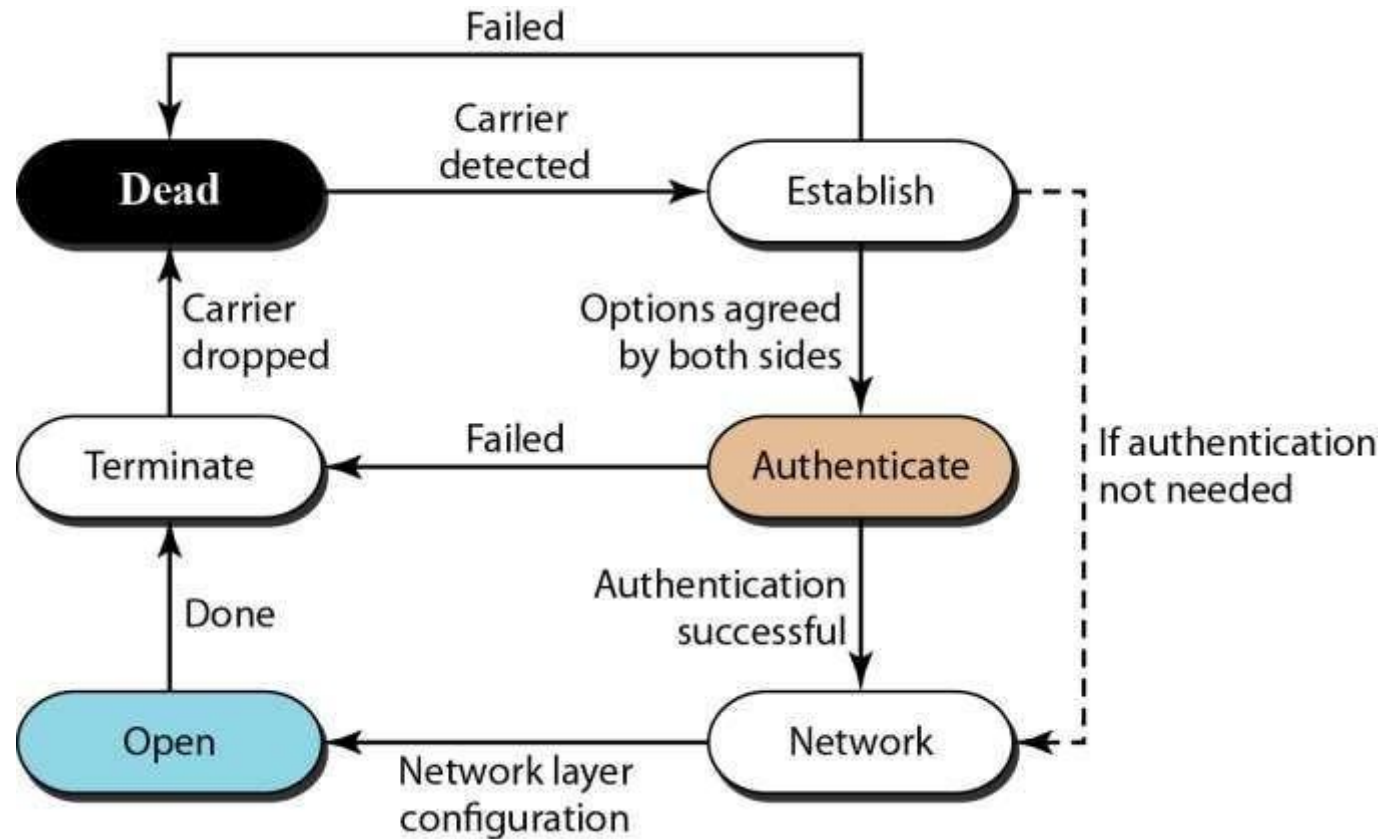 Failed
Carrier
detected
Dead
Establish
Carrier
dropped
Options agreed
by both sides
If authentication
not needed
Terminate
Failed
Authenticate
Done
Authentication
successful
Open
Network layer
configuration
Network